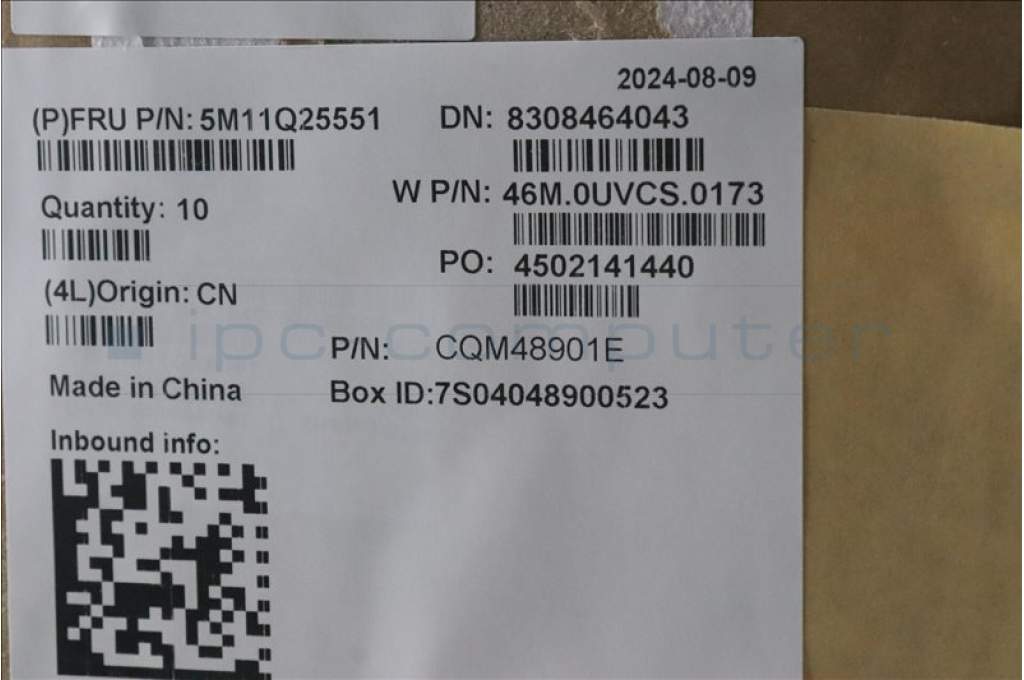 2024-08-09
(P)FRU P/N: 5M11Q25551
DN: 8308464043
W P/N: 46M.0UVCS.0173
Quantity: 10
PO: 4502141440
(4L)Origin: CN
ipc-computer
P/N: CQM48901E
Made in China
Box ID:7S04048900523
Inbound info: